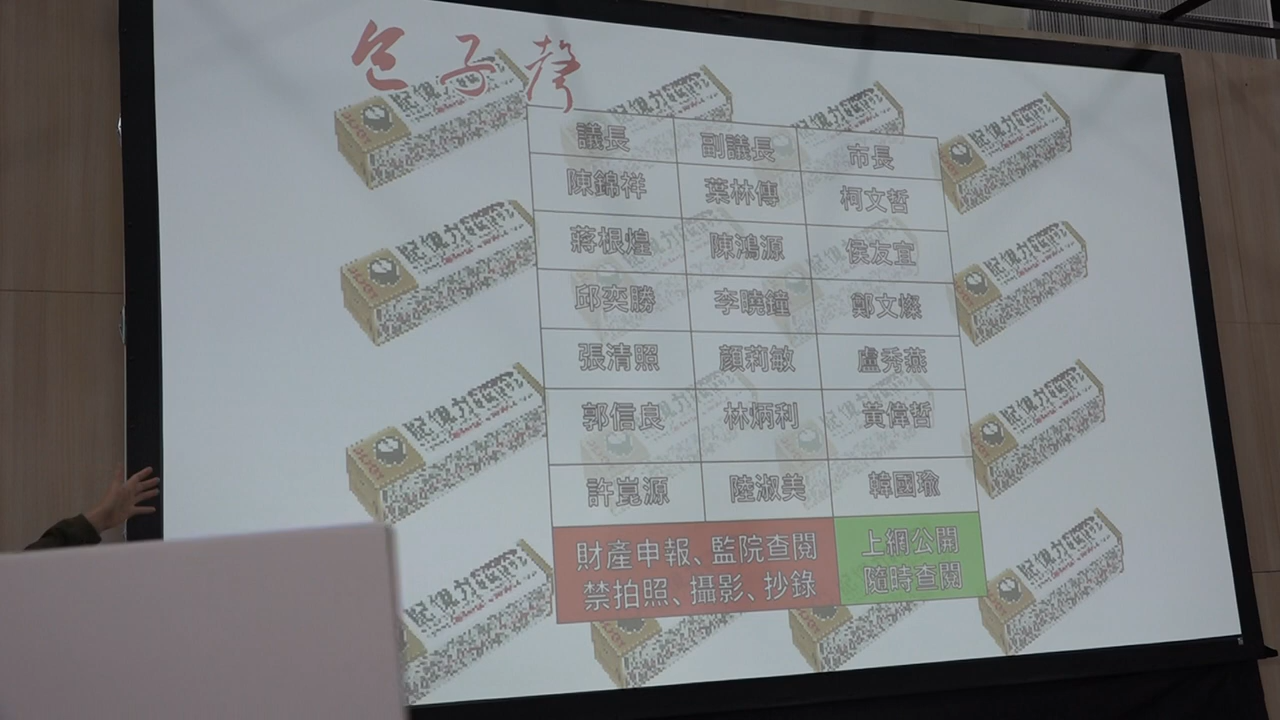 包子聲
議長 副議長 市長
陳錦祥 葉林傳 柯文哲
蔣根煌 陳鴻源 侯友宜
邱奕勝 李曉鐘 鄭文燦
張清照 顏莉敏 盧秀燕
郭信良 林炳利 黃偉哲
許崑源 陸淑美 韓國瑜
財產申報、監院查閱
禁拍照、攝影、抄錄
上網公開
隨時查閱